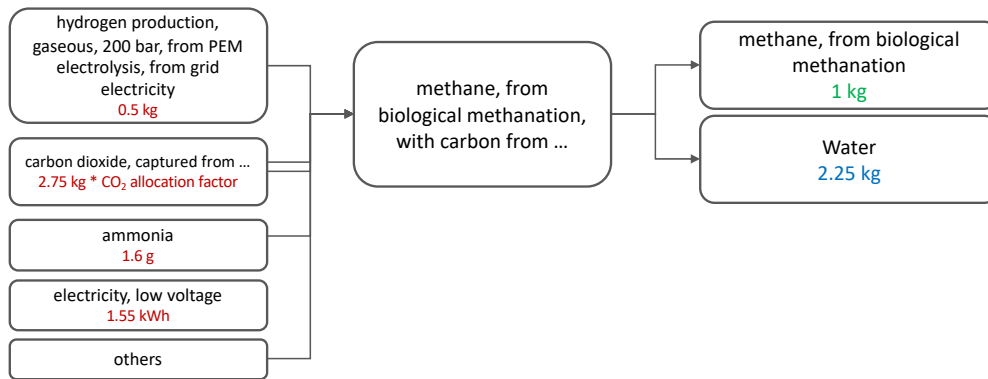 hydrogen production,
gaseous, 200 bar, from PEM
electrolysis, from grid
electricity
0.5 kg
carbon dioxide, captured from …
2.75 kg * CO₂ allocation factor
ammonia
1.6 g
electricity, low voltage
1.55 kWh
others
methane, from
biological methanation,
with carbon from …
methane, from biological
methanation
1 kg
Water
2.25 kg